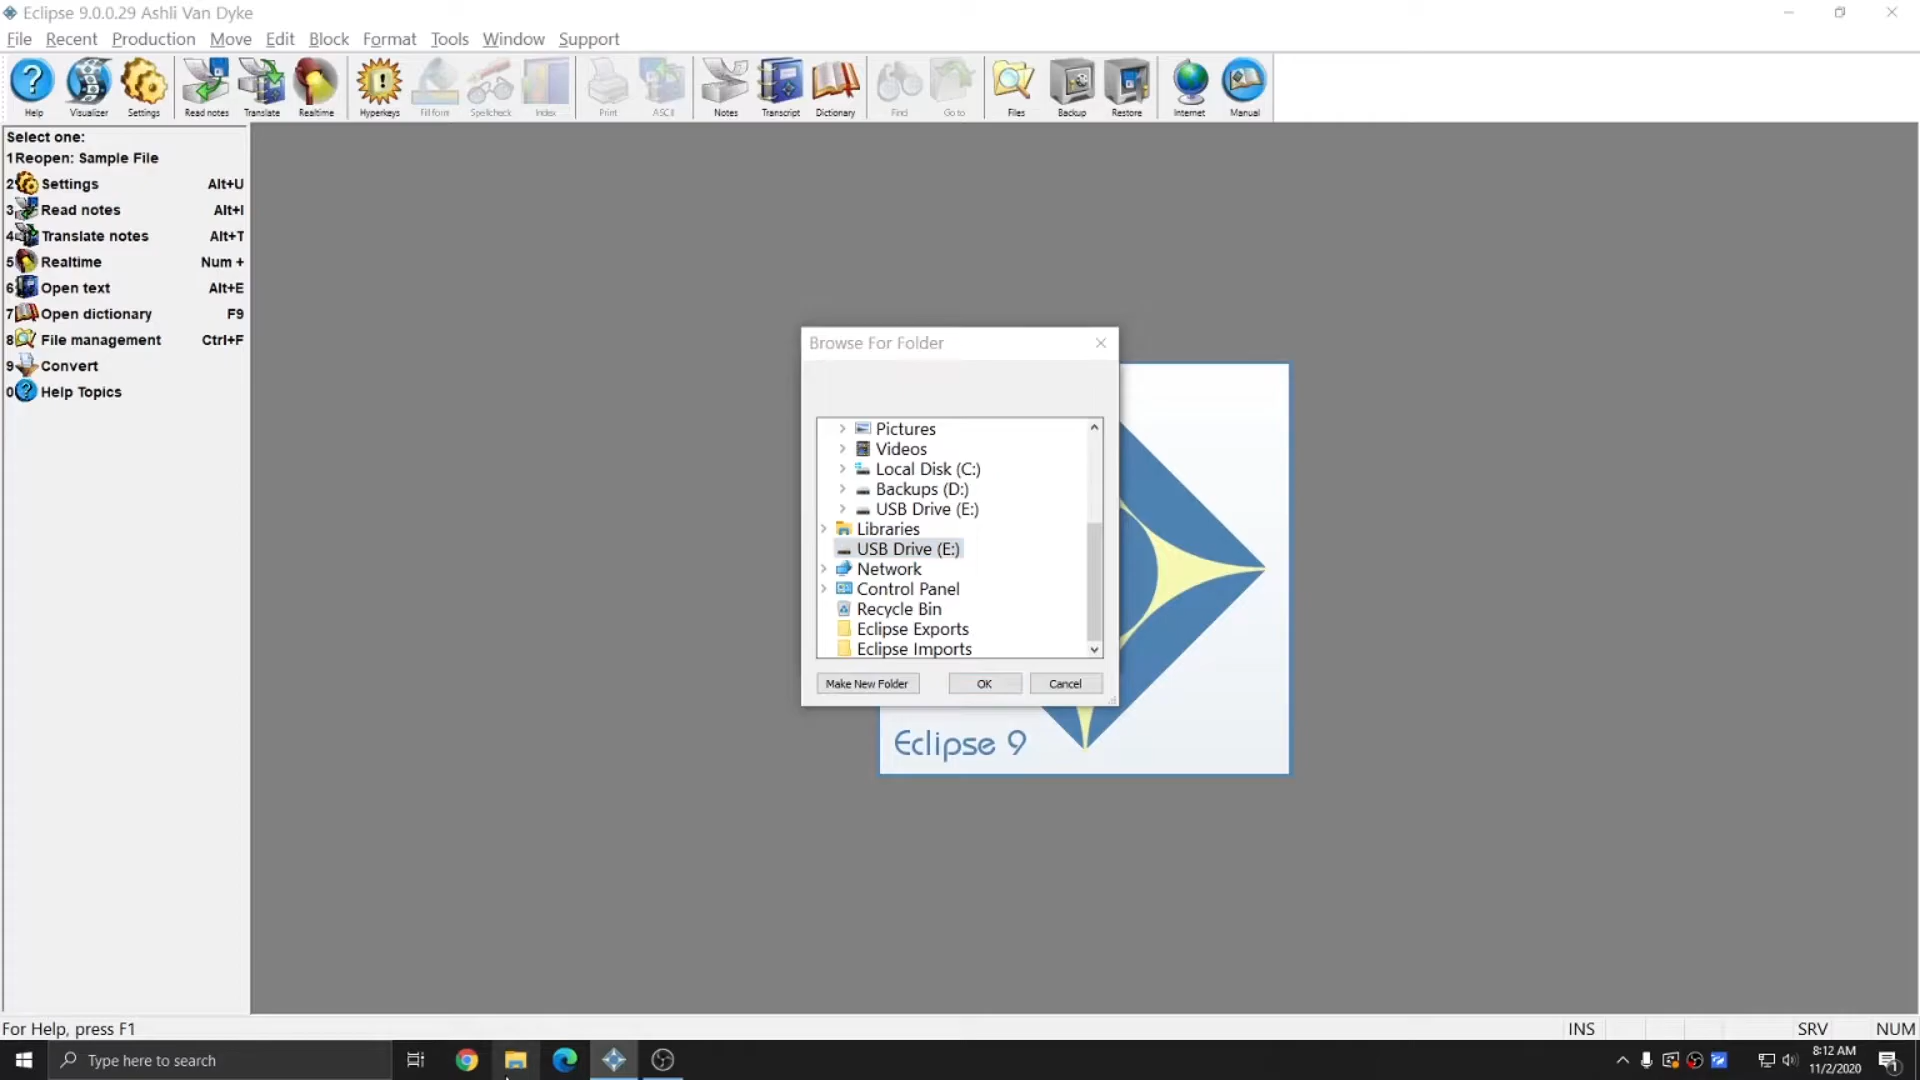 Eclipse 9.0.0.29 Ashli Van Dyke
File Recent Production Move Edit Block Format Tools Window Support
Help Visualizer Settings Read notes Translate Realtime Hyperkeys Fill form Spellcheck Index Print ASCII Notes Transcript Dictionary Find Go to Files Backup Restore Internet Manual
Select one:
1 Reopen: Sample File
2 Settings Alt+U
3 Read notes Alt+I
4 Translate notes Alt+T
5 Realtime Num +
6 Open text Alt+E
7 Open dictionary F9
8 File management Ctrl+F
9 Convert
0 Help Topics
Browse For Folder
Pictures
Videos
Local Disk (C:)
Backups (D:)
USB Drive (E:)
Libraries
USB Drive (E:)
Network
Control Panel
Recycle Bin
Eclipse Exports
Eclipse Imports
Make New Folder OK Cancel
Eclipse 9
For Help, press F1
INS SRV NUM
Type here to search
8:12 AM
11/2/2020
1